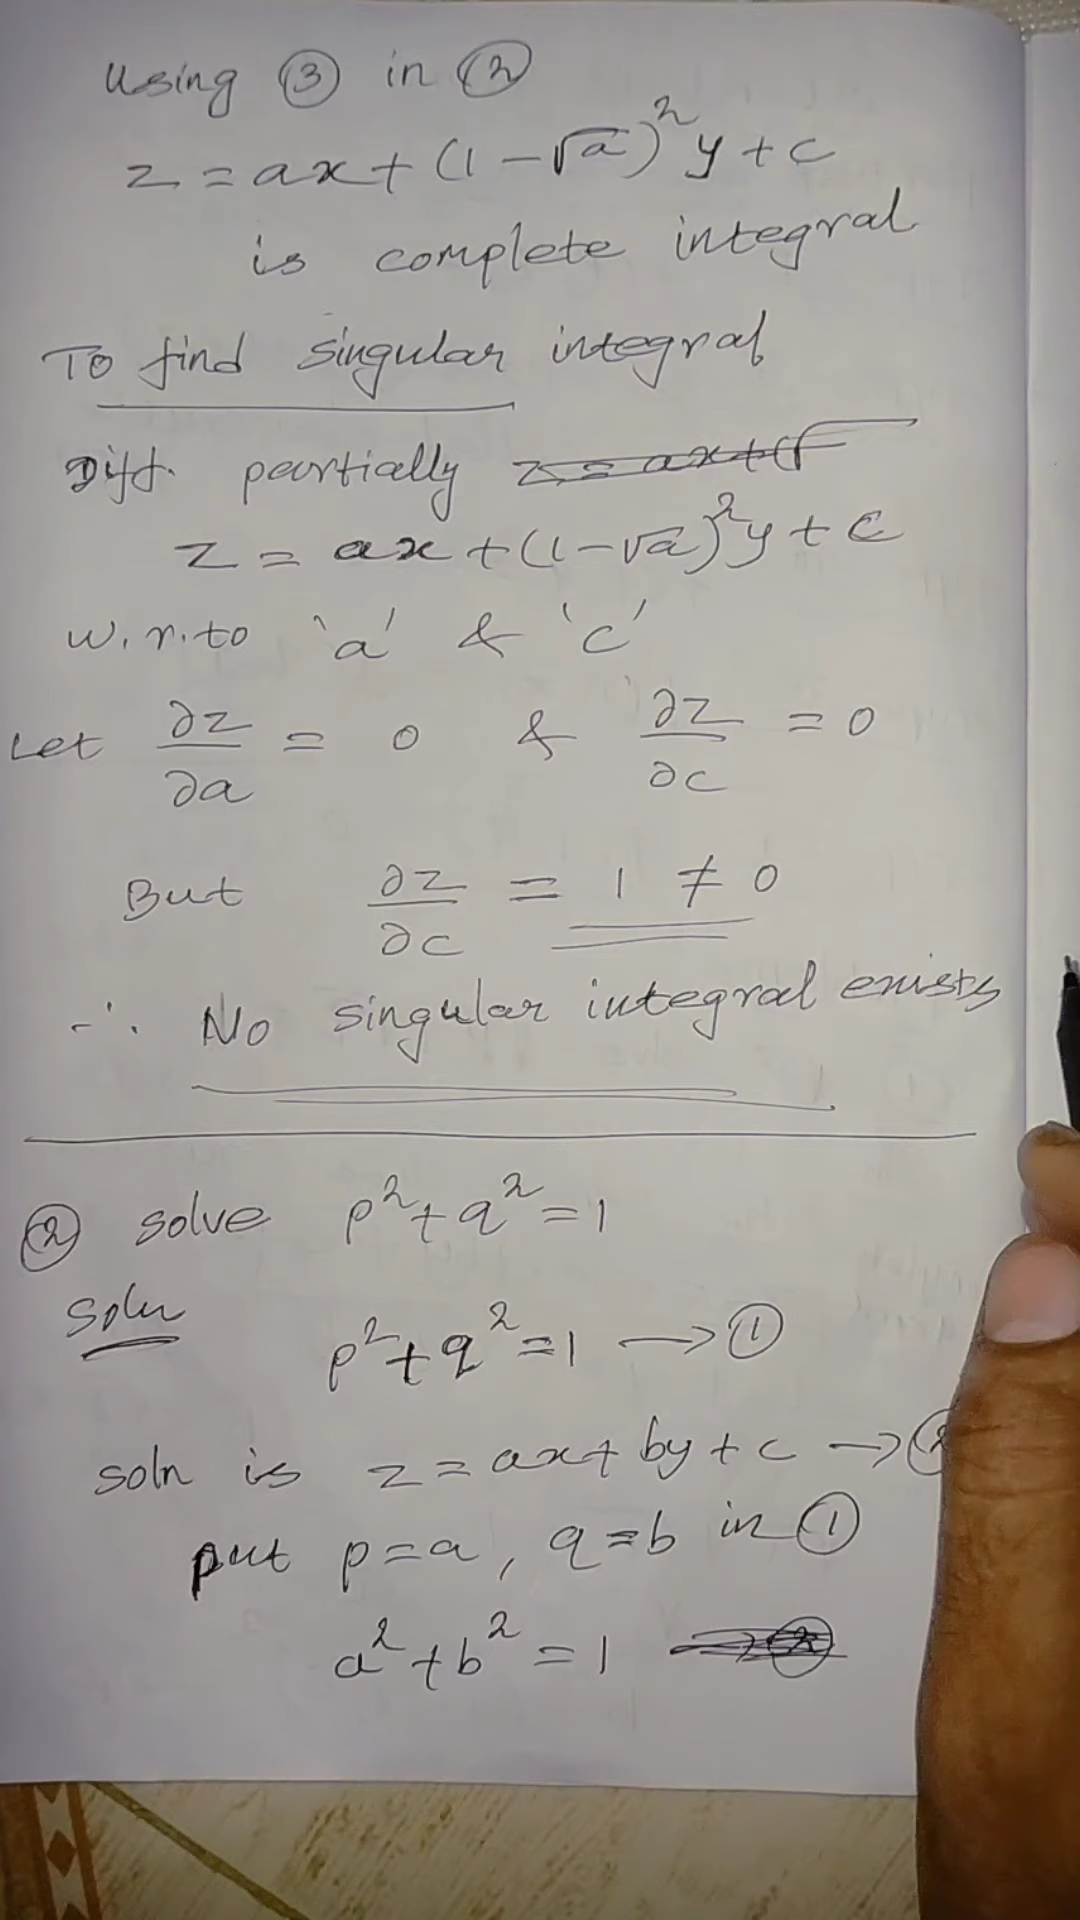 Using ③ in ②
z = ax + (1 - √a)² y + c
is complete integral
To find singular integral
Diff. partially
z = ax + (1 - √a)² y + c
w.r.to 'a' & 'c'
Let ∂z/∂a = 0 & ∂z/∂c = 0
But ∂z/∂c = 1 ≠ 0
∴ No singular integral exists
② solve p² + q² = 1
Soln
p² + q² = 1 → ①
soln is z = ax + by + c →
put p = a, q = b in ①
a² + b² = 1